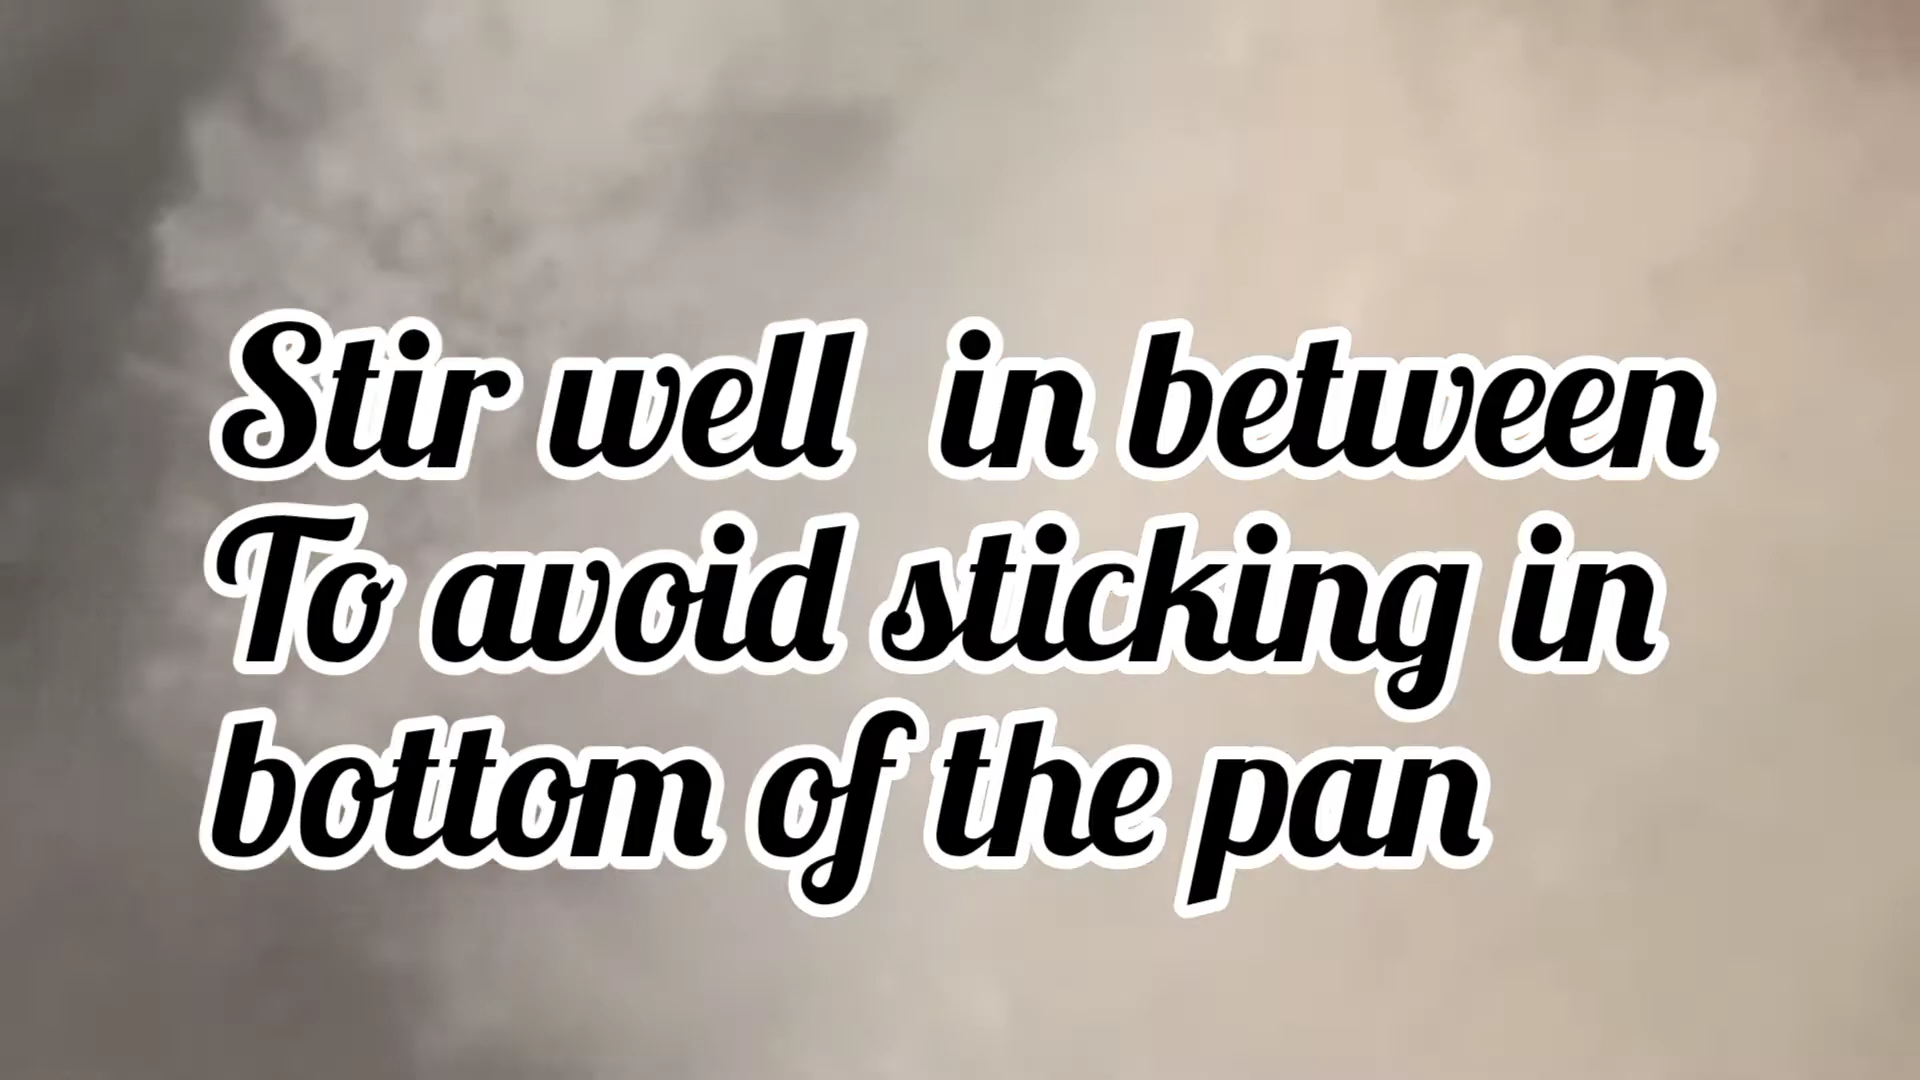 Stir well  in between
To avoid sticking in
bottom of the pan